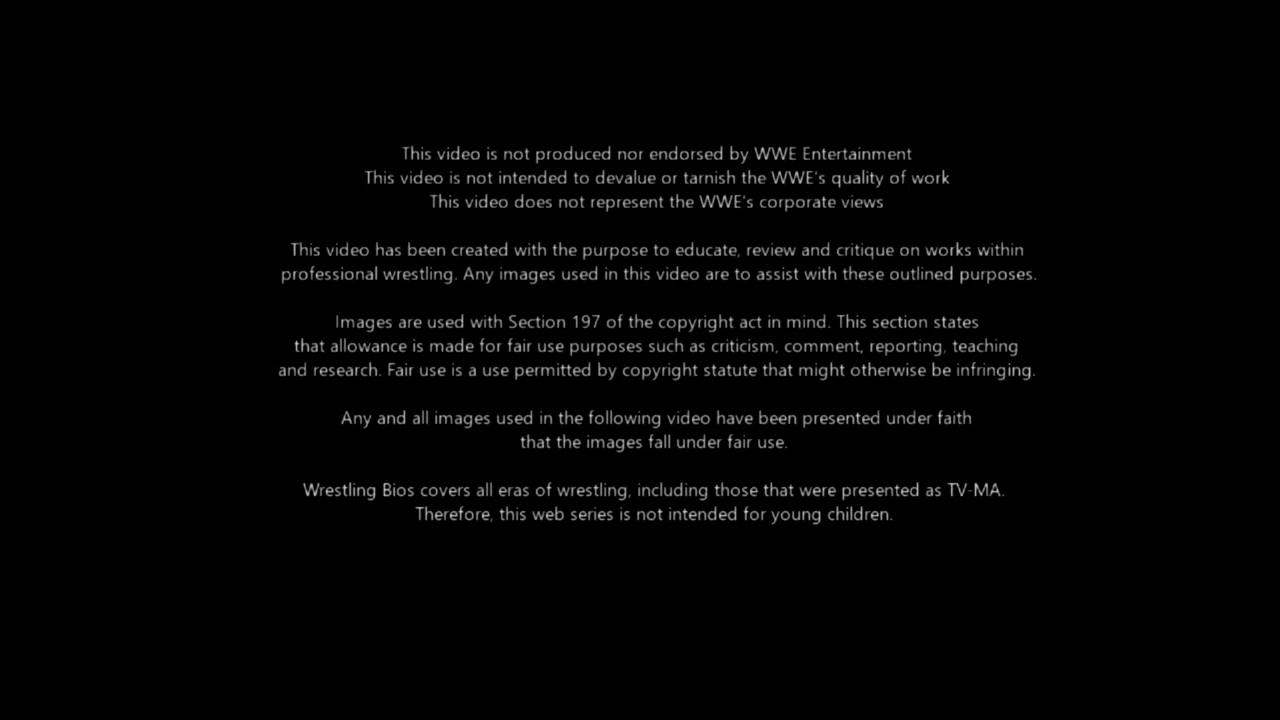 This video is not produced nor endorsed by WWE Entertainment
This video is not intended to devalue or tarnish the WWE's quality of work
This video does not represent the WWE's corporate views
This video has been created with the purpose to educate, review and critique on works within
professional wrestling. Any images used in this video are to assist with these outlined purposes.
Images are used with Section 197 of the copyright act in mind. This section states
that allowance is made for fair use purposes such as criticism, comment, reporting, teaching
and research. Fair use is a use permitted by copyright statute that might otherwise be infringing.
Any and all images used in the following video have been presented under faith
that the images fall under fair use.
Wrestling Bios covers all eras of wrestling, including those that were presented as TV-MA.
Therefore, this web series is not intended for young children.